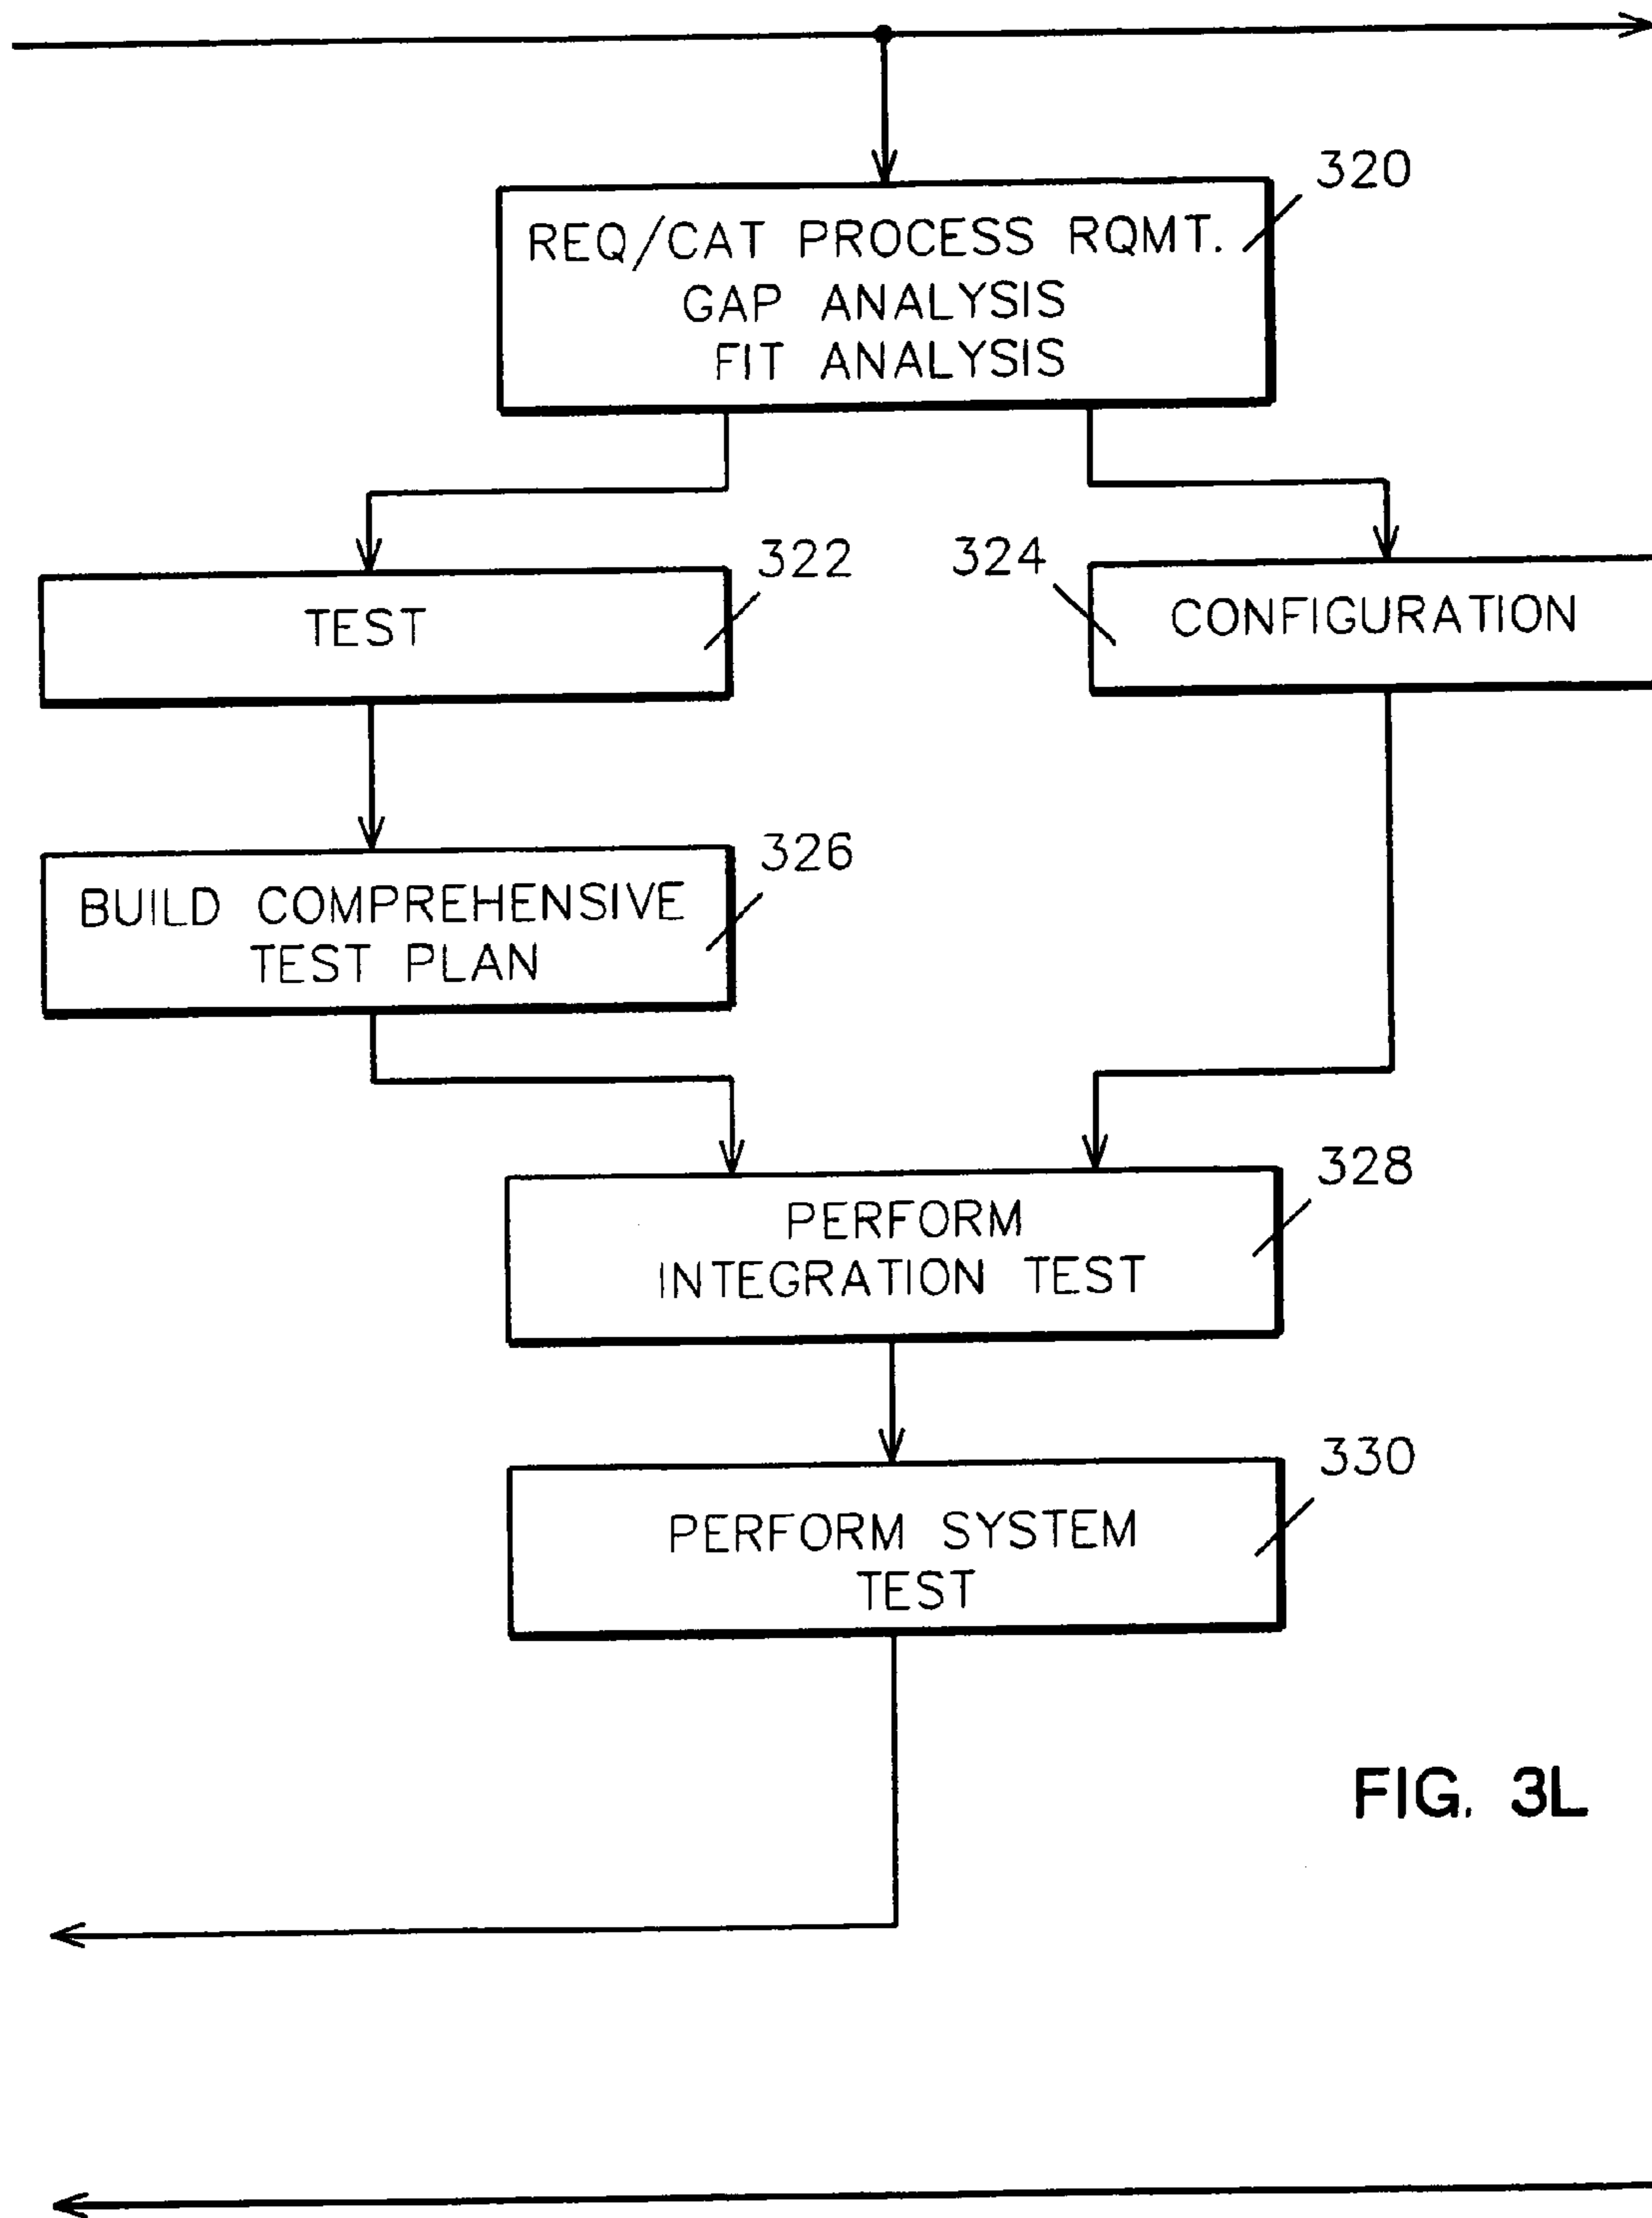 320
REQ/CAT PROCESS RQMT.
GAP ANALYSIS
FIT ANALYSIS
322
TEST
324
CONFIGURATION
326
BUILD COMPREHENSIVE
TEST PLAN
328
PERFORM
INTEGRATION TEST
330
PERFORM SYSTEM
TEST
FIG. 3L